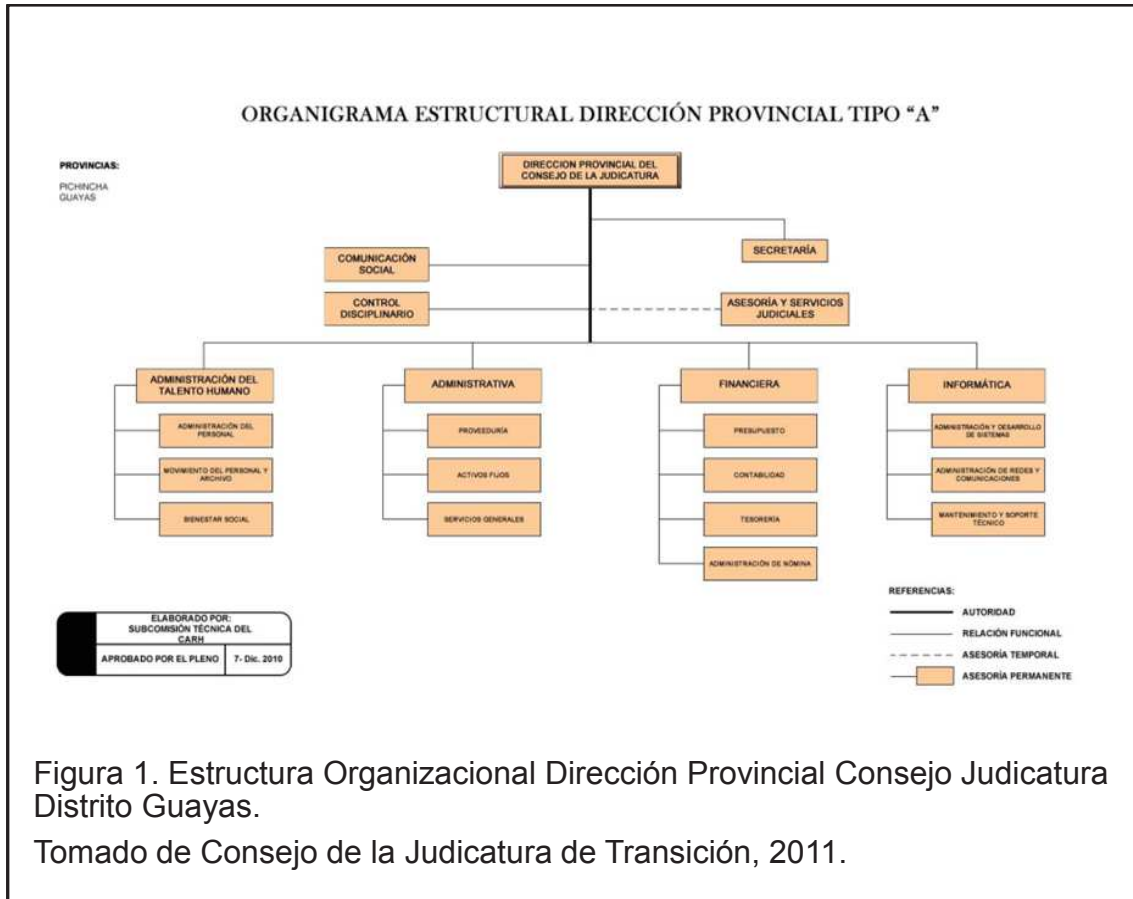 ORGANIGRAMA ESTRUCTURAL DIRECCIÓN PROVINCIAL TIPO “A”
PROVINCIAS:
PICHINCHA
GUAYAS
DIRECCION PROVINCIAL DEL
CONSEJO DE LA JUDICATURA
SECRETARÍA
COMUNICACIÓN
SOCIAL
CONTROL
DISCIPLINARIO
ASESORÍA Y SERVICIOS
JUDICIALES
ADMINISTRACIÓN DEL
TALENTO HUMANO
ADMINISTRACIÓN DEL
PERSONAL
MOVIMIENTO DEL PERSONAL Y
ARCHIVO
BIENESTAR SOCIAL
ADMINISTRATIVA
PROVEEDURÍA
ACTIVOS FIJOS
SERVICIOS GENERALES
FINANCIERA
PRESUPUESTO
CONTABILIDAD
TESORERÍA
ADMINISTRACIÓN DE NÓMINA
INFORMÁTICA
ADMINISTRACIÓN Y DESARROLLO
DE SISTEMAS
ADMINISTRACIÓN DE REDES Y
COMUNICACIONES
MANTENIMIENTO Y SOPORTE
TÉCNICO
ELABORADO POR:
SUBCOMISIÓN TÉCNICA DEL
CARH
APROBADO POR EL PLENO 7- Dic. 2010
REFERENCIAS:
AUTORIDAD
RELACIÓN FUNCIONAL
ASESORÍA TEMPORAL
ASESORÍA PERMANENTE
Figura 1. Estructura Organizacional Dirección Provincial Consejo Judicatura
Distrito Guayas.
Tomado de Consejo de la Judicatura de Transición, 2011.